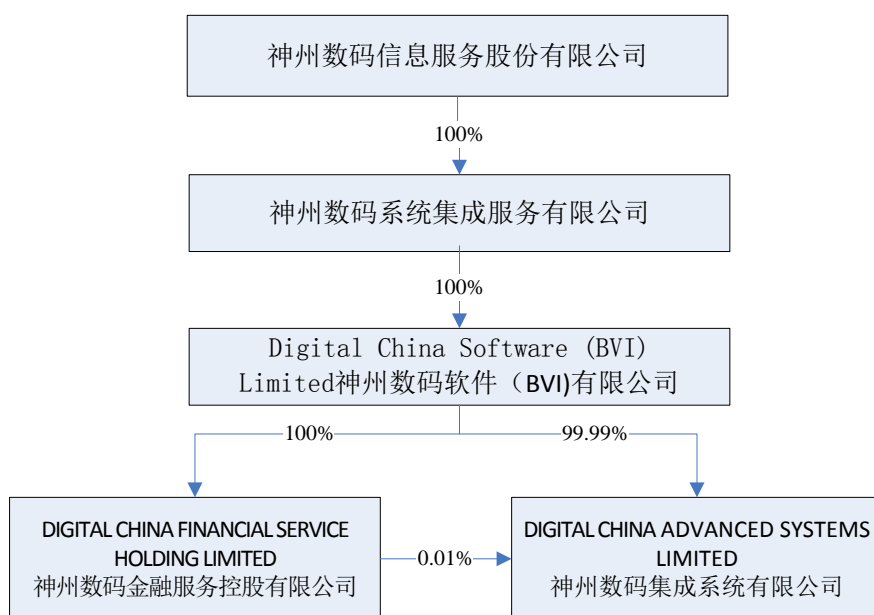 神州数码信息服务股份有限公司
100%
神州数码系统集成服务有限公司
100%
Digital China Software (BVI)
Limited神州数码软件（BVI)有限公司
100%
99.99%
DIGITAL CHINA FINANCIAL SERVICE
HOLDING LIMITED
神州数码金融服务控股有限公司
0.01%
DIGITAL CHINA ADVANCED SYSTEMS
LIMITED
神州数码集成系统有限公司